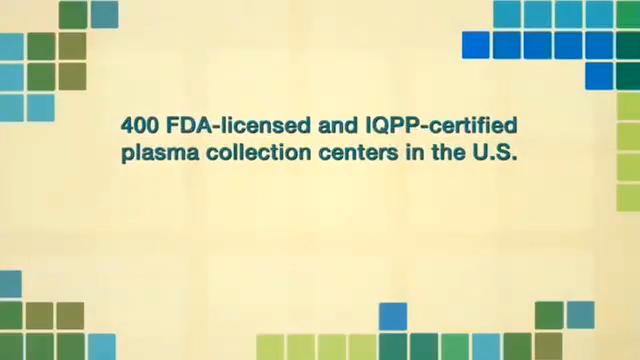 400 FDA-licensed and IQPP-certified
plasma collection centers in the U.S.